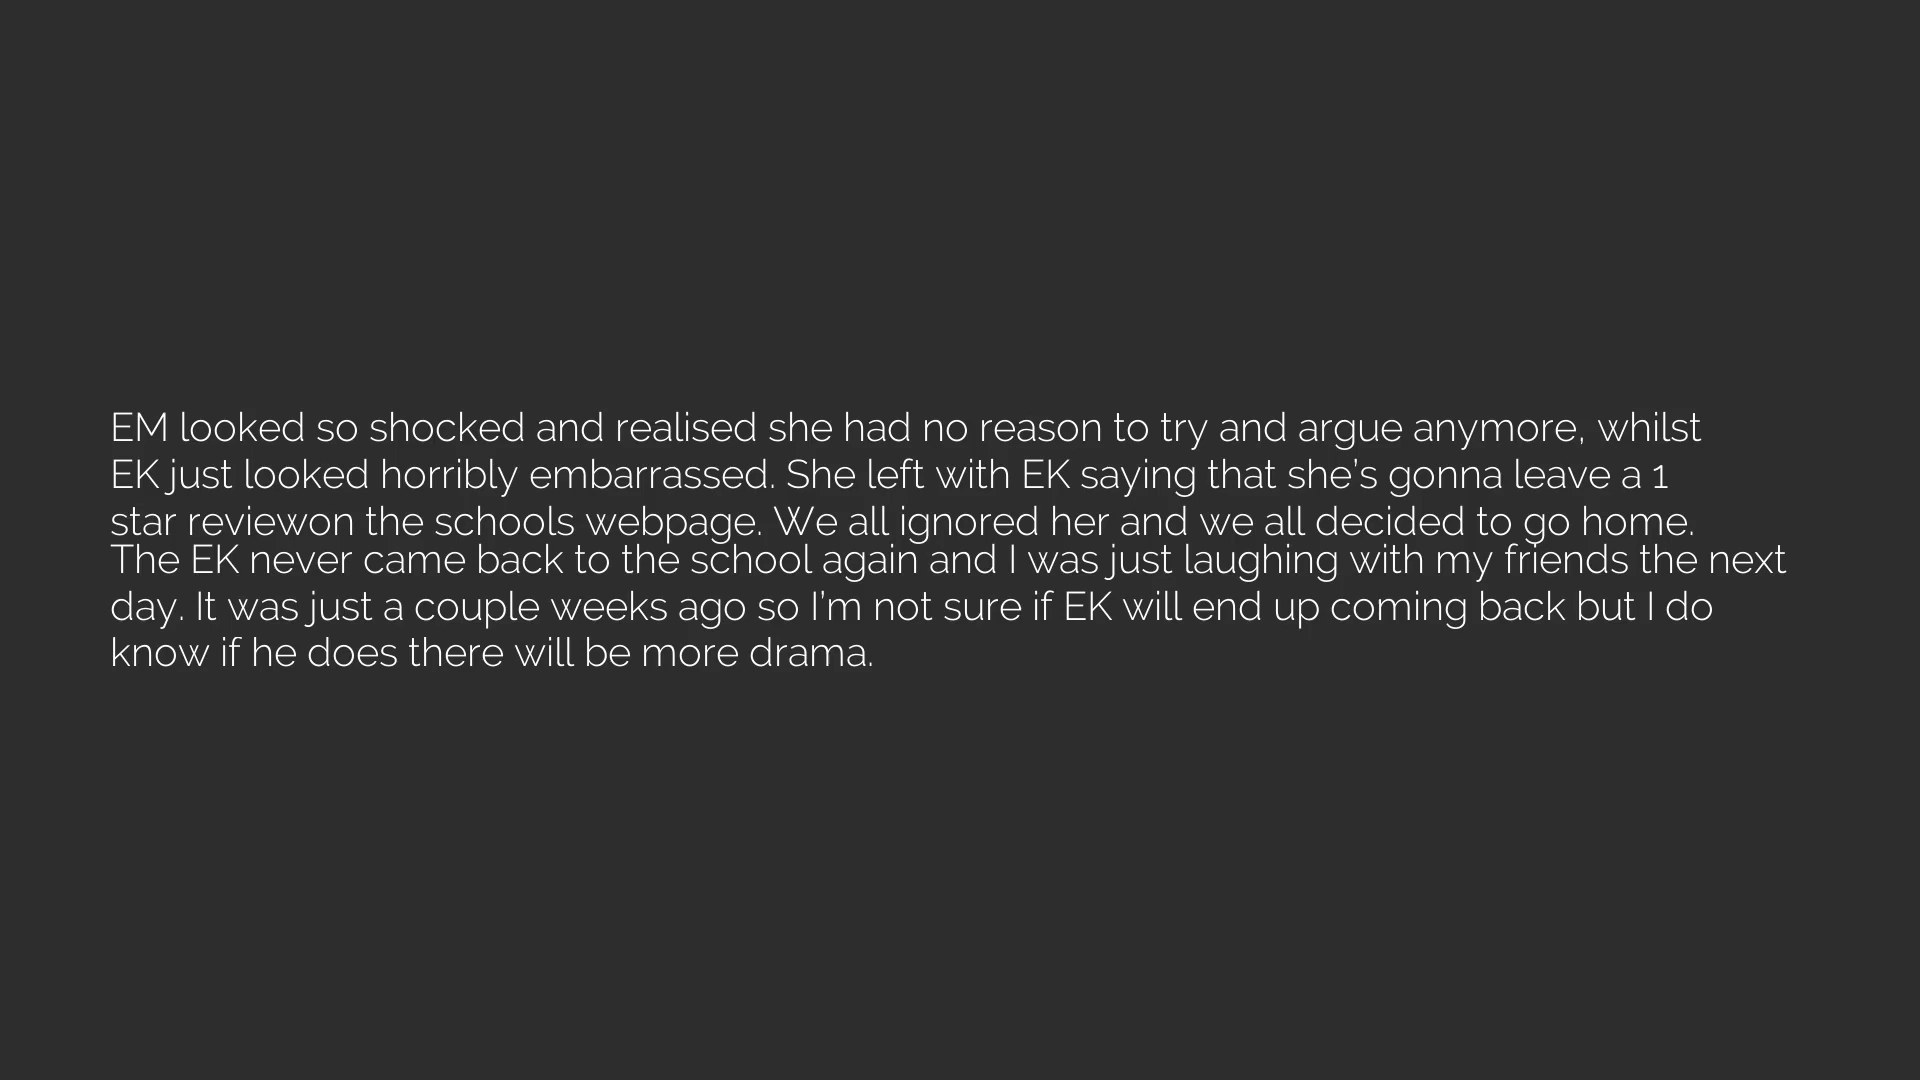 EM looked so shocked and realised she had no reason to try and argue anymore, whilst
EK just looked horribly embarrassed. She left with EK saying that she's gonna leave a 1
star reviewon the schools webpage. We all ignored her and we all decided to go home.
The EK never came back to the school again and I was just laughing with my friends the next
day. It was just a couple weeks ago so I'm not sure if EK will end up coming back but I do
know if he does there will be more drama.